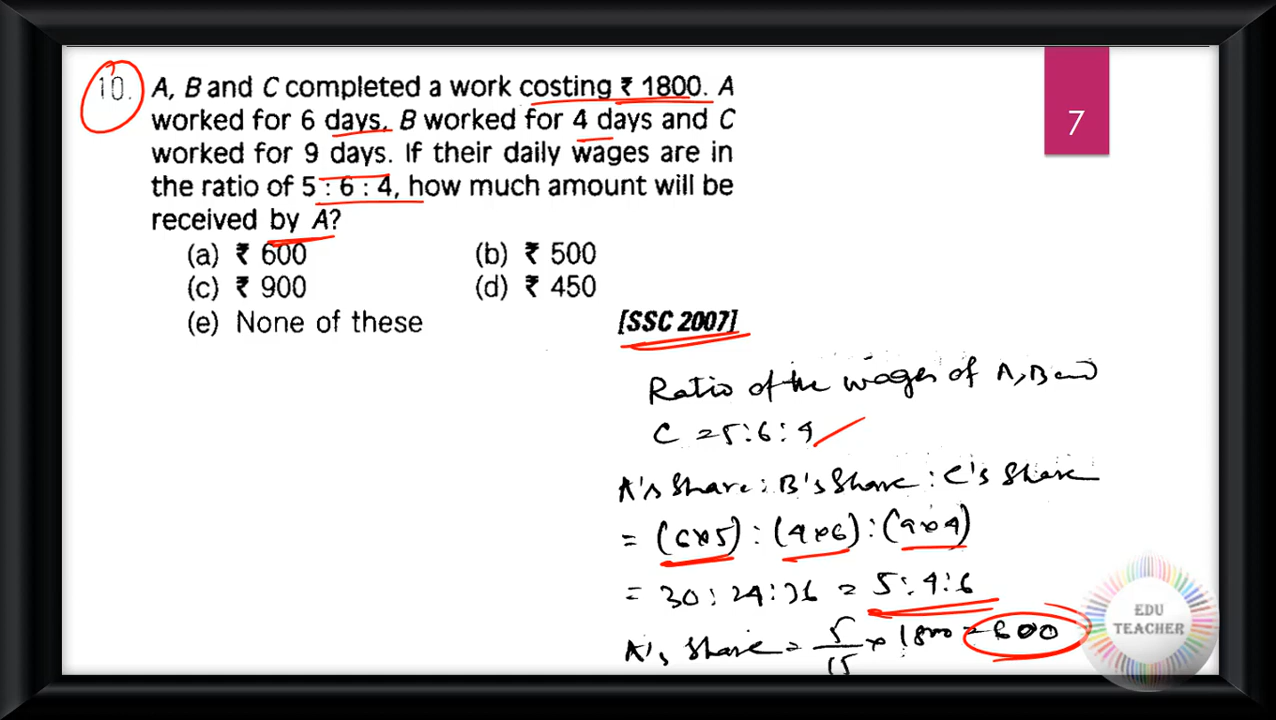 10. A, B and C completed a work costing ₹ 1800. A
worked for 6 days, B worked for 4 days and C
worked for 9 days. If their daily wages are in
the ratio of 5 : 6 : 4, how much amount will be
received by A?
(a) ₹ 600 (b) ₹ 500
(c) ₹ 900 (d) ₹ 450
(e) None of these
[SSC 2007]
7
Ratio of the wages of A, B and
C = 5:6:4
A's Share : B's Share : C's Share
= (6×5) : (4×6) : (9×4)
= 30 : 24 : 36 = 5:4:6
A's Share = 5/15 × 1800 = 600
EDU
TEACHER